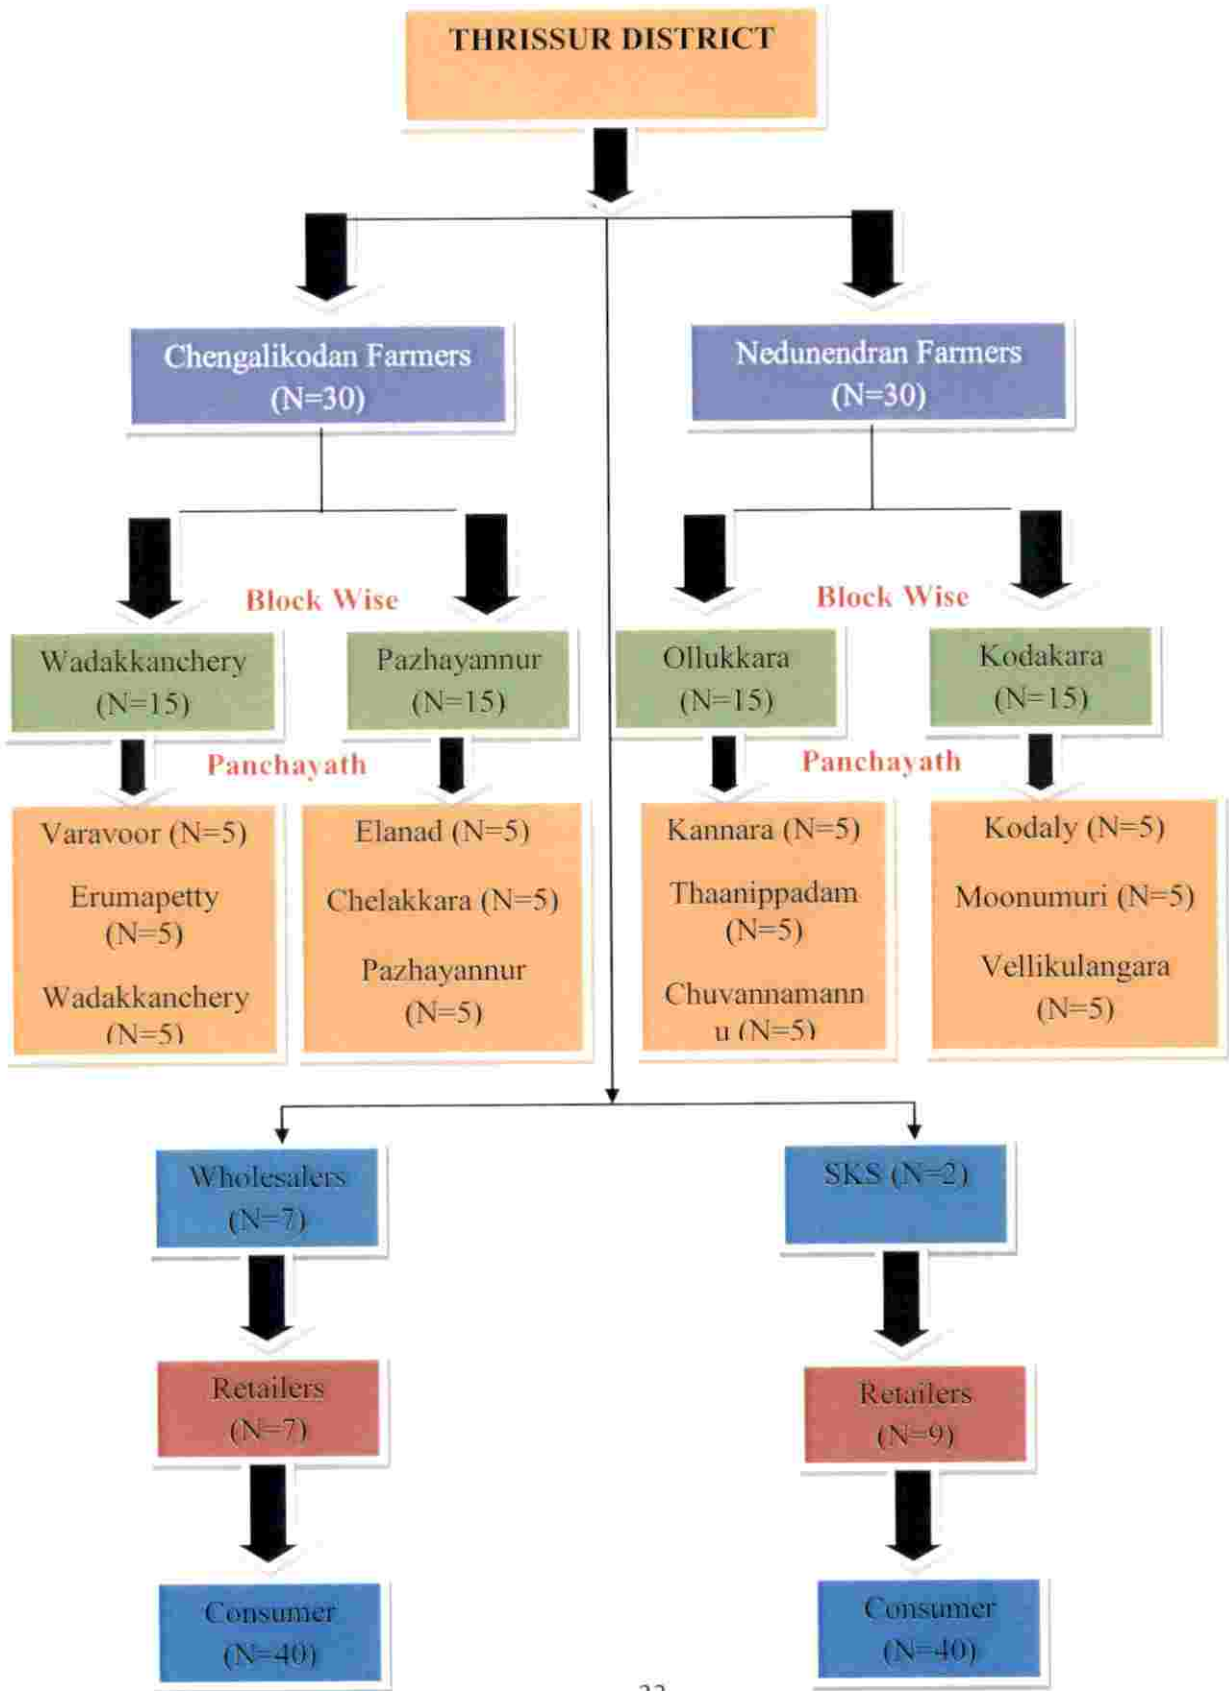 THRISSUR DISTRICT
Chengalikodan Farmers
(N=30)
Nedunendran Farmers
(N=30)
Block Wise
Block Wise
Wadakkanchery
(N=15)
Pazhayannur
(N=15)
Ollukkara
(N=15)
Kodakara
(N=15)
Panchayath
Panchayath
Varavoor (N=5)
Erumapetty
(N=5)
Wadakkanchery
(N=5)
Elanad (N=5)
Chelakkara (N=5)
Pazhayannur
(N=5)
Kannara (N=5)
Thaanippadam
(N=5)
Chuvannamann
u (N=5)
Kodaly (N=5)
Moonumuri (N=5)
Vellikulangara
(N=5)
Wholesalers
(N=7)
SKS (N=2)
Retailers
(N=7)
Retailers
(N=9)
Consumer
(N=40)
Consumer
(N=40)